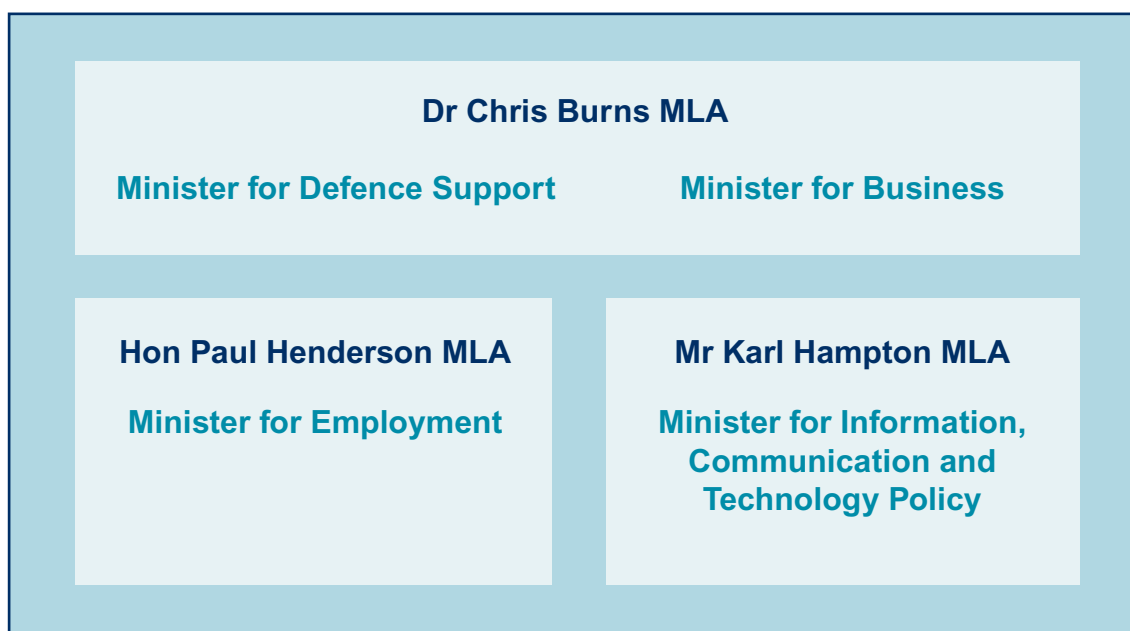 Dr Chris Burns MLA
Minister for Defence Support
Minister for Business
Hon Paul Henderson MLA
Minister for Employment
Mr Karl Hampton MLA
Minister for Information,
Communication and
Technology Policy